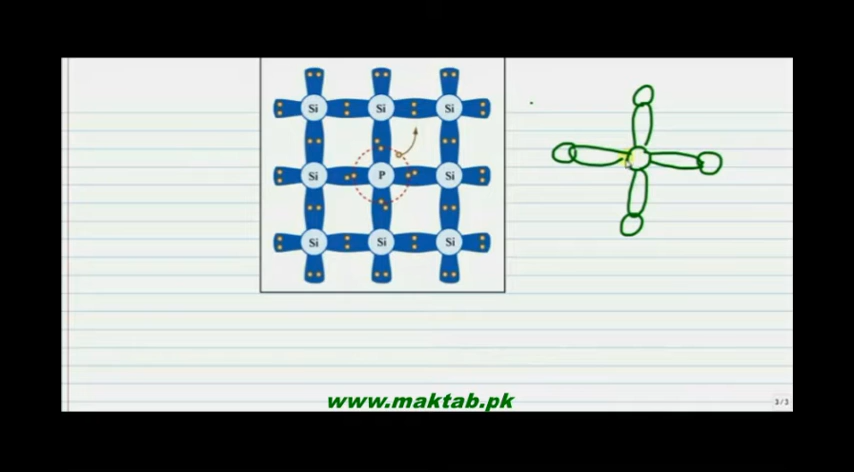 Si Si Si
Si P Si
Si Si Si
www.maktab.pk
3/3